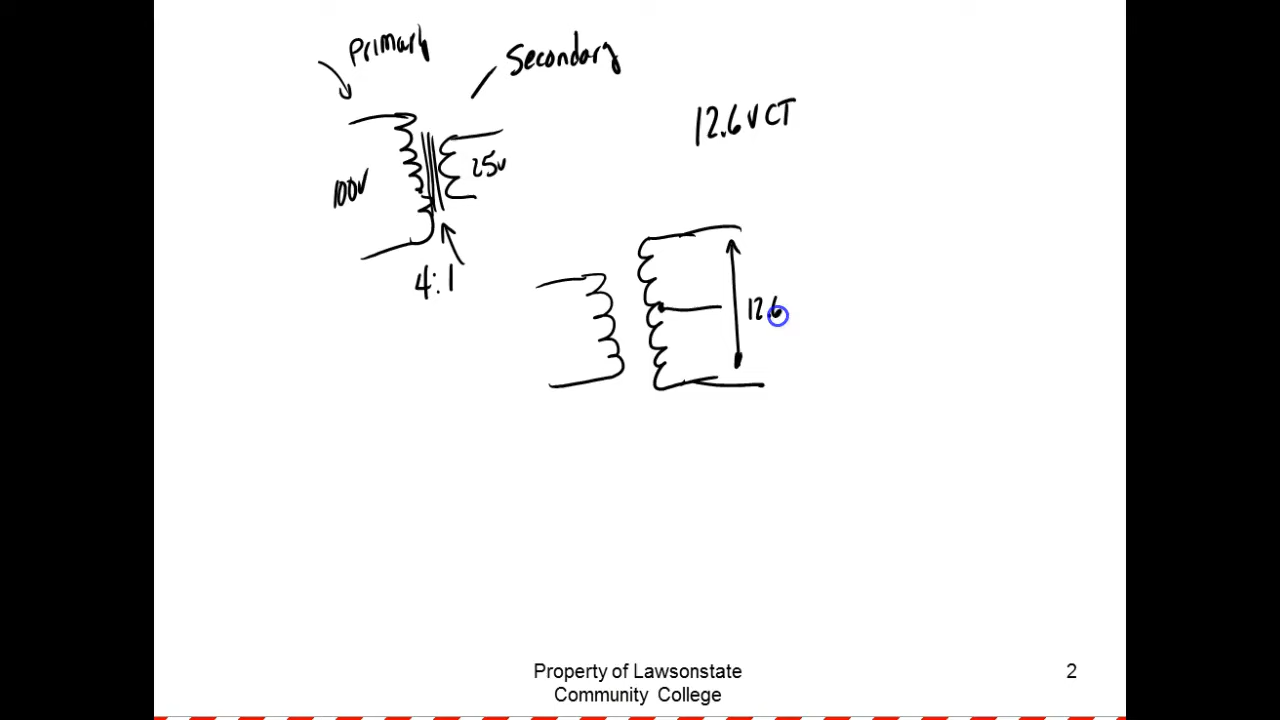 Primary
Secondary
12.6V CT
100V
25V
4:1
12.6
Property of Lawsonstate
Community College
2